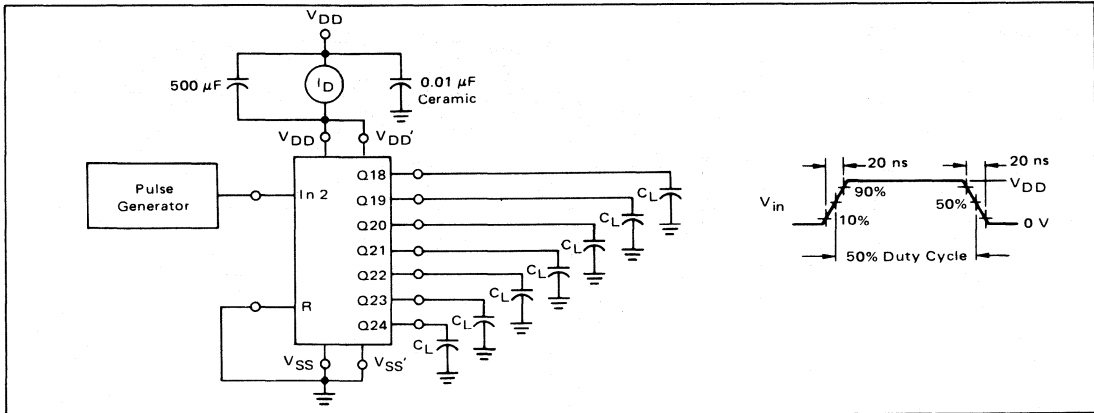 VDD
500 μF
ID
0.01 μF
Ceramic
VDD
VDD'
Pulse
Generator
In 2
R
Q18
Q19
Q20
Q21
Q22
Q23
Q24
CL
CL
CL
CL
CL
CL
CL
VSS
VSS'
20 ns
20 ns
VDD
90%
50%
Vin
10%
0 V
50% Duty Cycle